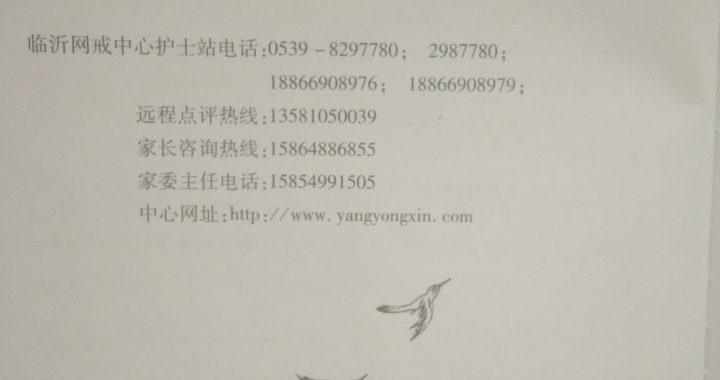 临沂网戒中心护士站电话:0539-8297780; 2987780;
18866908976; 18866908979;
远程点评热线:13581050039
家长咨询热线:15864886855
家委主任电话:15854991505
中心网址:http://www.yangyongxin.com